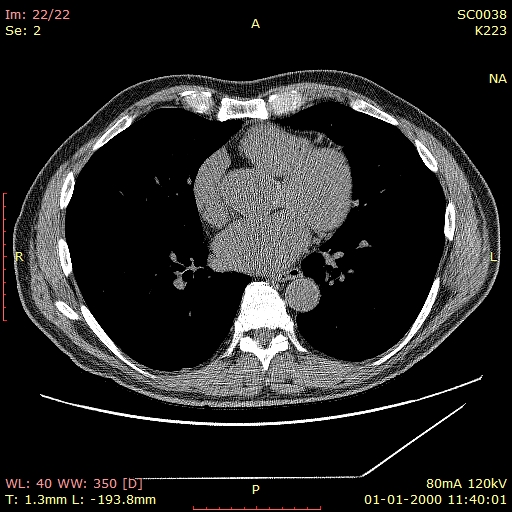 Im: 22/22
Se: 2
A
SC0038
K223
NA
R
L
WL: 40 WW: 350 [D]
T: 1.3mm L: -193.8mm
P
80mA 120kV
01-01-2000 11:40:01